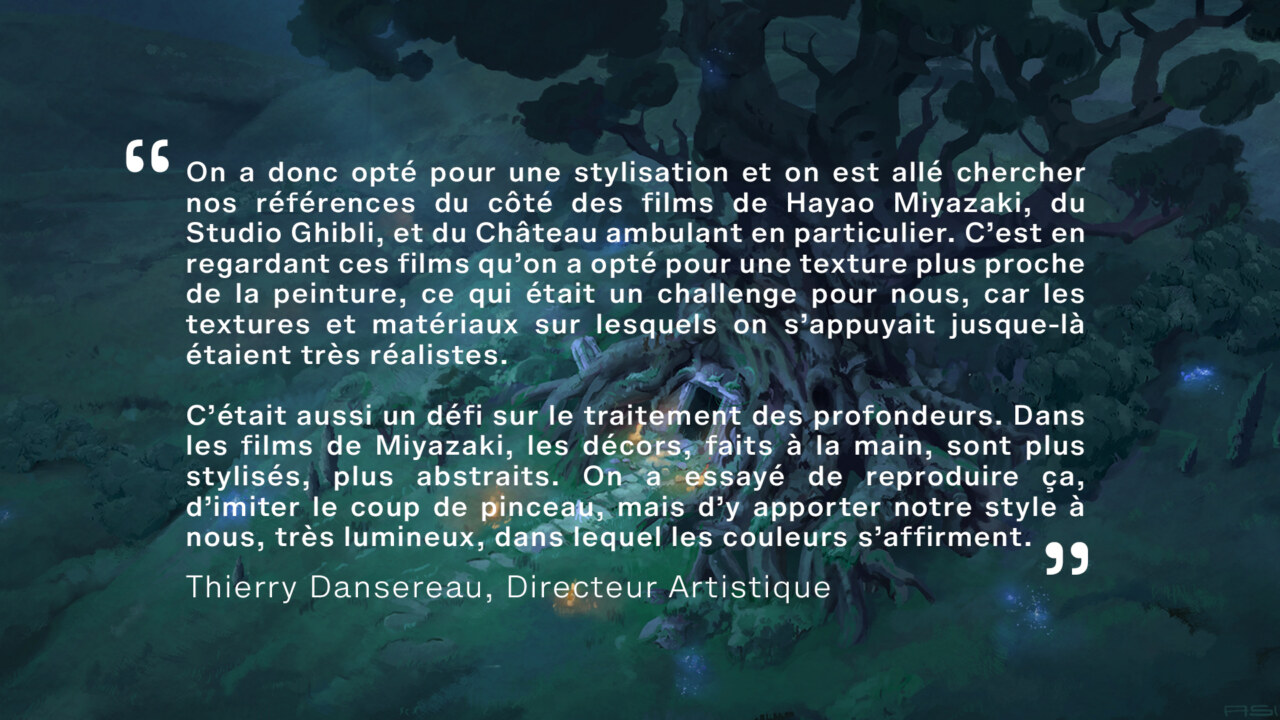 “
On a donc opté pour une stylisation et on est allé chercher
nos références du côté des films de Hayao Miyazaki, du
Studio Ghibli, et du Château ambulant en particulier. C’est en
regardant ces films qu’on a opté pour une texture plus proche
de la peinture, ce qui était un challenge pour nous, car les
textures et matériaux sur lesquels on s’appuyait jusque-là
étaient très réalistes.
C’était aussi un défi sur le traitement des profondeurs. Dans
les films de Miyazaki, les décors, faits à la main, sont plus
stylisés, plus abstraits. On a essayé de reproduire ça,
d’imiter le coup de pinceau, mais d’y apporter notre style à
nous, très lumineux, dans lequel les couleurs s’affirment.
”
Thierry Dansereau, Directeur Artistique